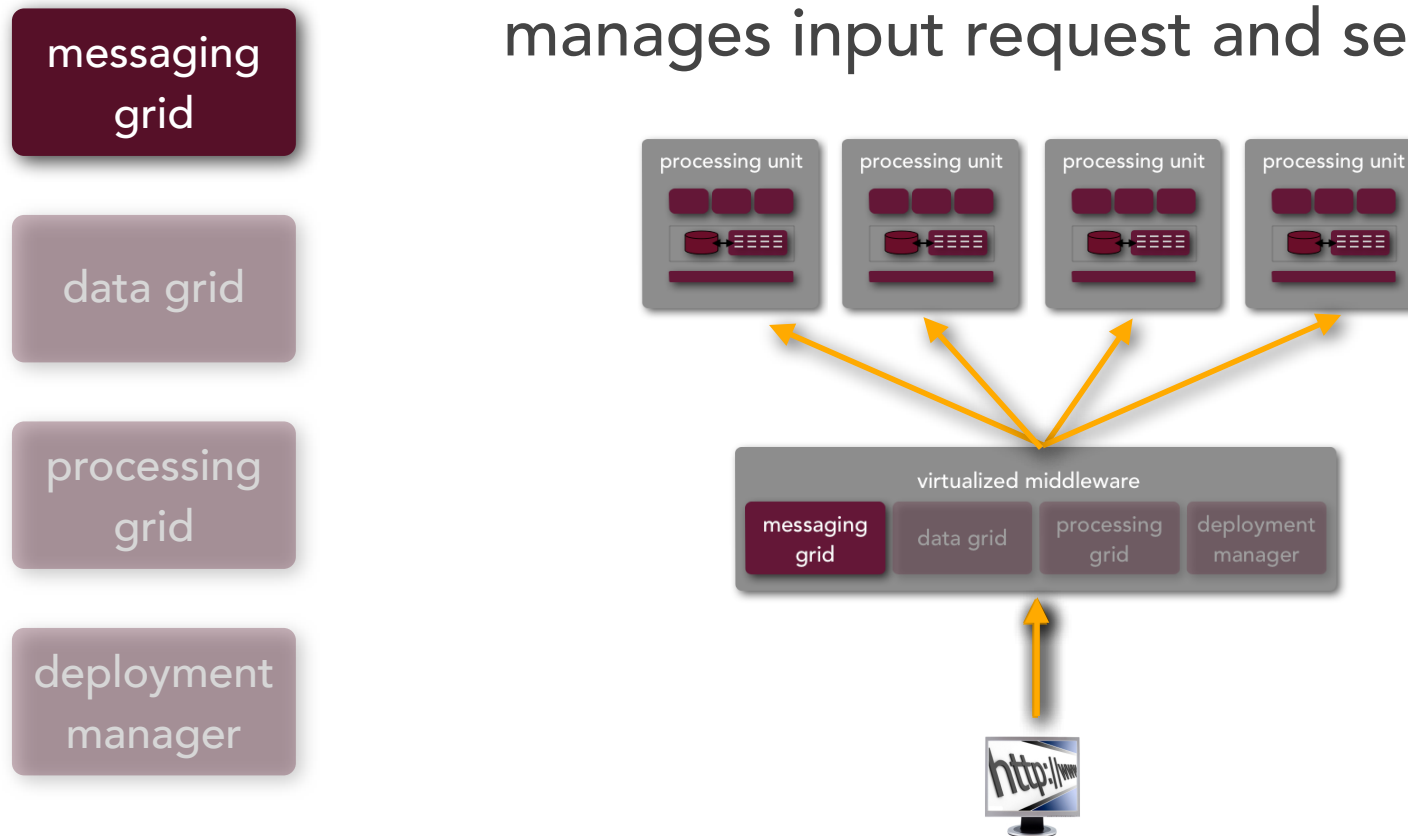 manages input request and se
messaging
grid
data grid
processing
grid
deployment
manager
processing unit
processing unit
processing unit
processing unit
virtualized middleware
messaging
grid
data grid
processing
grid
deployment
manager
http://www